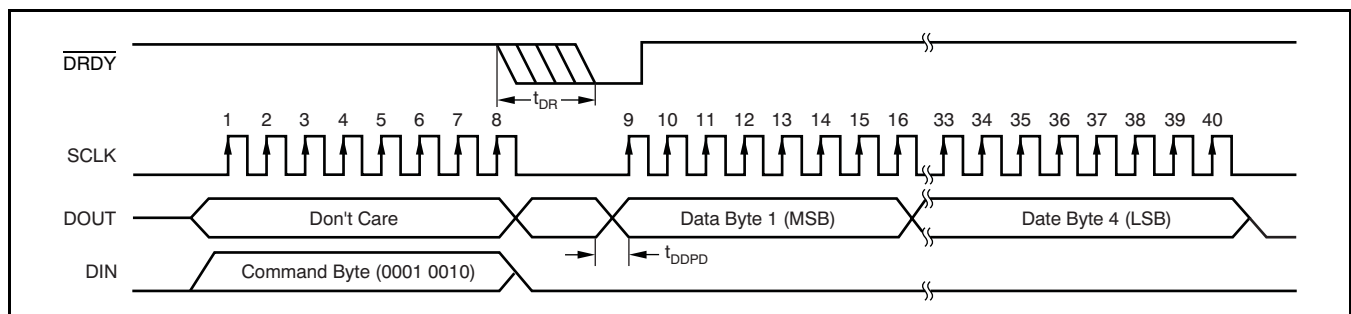 DRDY
tDR
1 2 3 4 5 6 7 8 9 10 11 12 13 14 15 16 33 34 35 36 37 38 39 40
SCLK
DOUT Don't Care Data Byte 1 (MSB) Date Byte 4 (LSB)
tDDPD
DIN Command Byte (0001 0010)